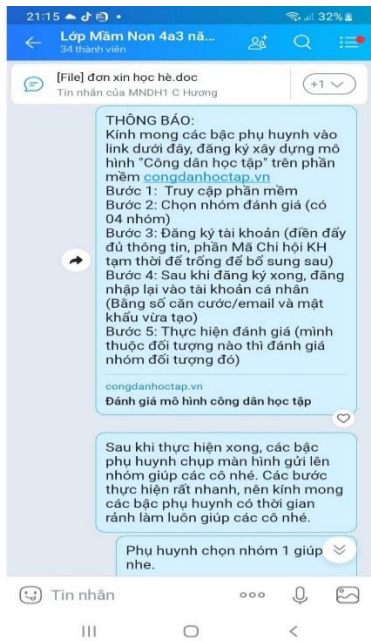 21:15
32%
Lớp Mầm Non 4a3 nă...
34 thành viên
[File] đơn xin học hè.doc
Tin nhắn của MNDH1 C Hương
+1
THÔNG BÁO:
Kính mong các bậc phụ huynh vào
link dưới đây, đăng ký xây dựng mô
hình "Công dân học tập" trên phần
mềm congdanhoctap.vn
Bước 1: Truy cập phần mềm
Bước 2: Chọn nhóm đánh giá (có
04 nhóm)
Bước 3: Đăng ký tài khoản (điền đầy
đủ thông tin, phần Mã Chi hội KH
tạm thời để trống để bổ sung sau)
Bước 4: Sau khi đăng ký xong, đăng
nhập lại vào tài khoản cá nhân
(Bằng số căn cước/email và mật
khẩu vừa tạo)
Bước 5: Thực hiện đánh giá (mình
thuộc đối tượng nào thì đánh giá
nhóm đối tượng đó)
congdanhoctap.vn
Đánh giá mô hình công dân học tập
Sau khi thực hiện xong, các bậc
phụ huynh chụp màn hình gửi lên
nhóm giúp các cô nhé. Các bước
thực hiện rất nhanh, nên kính mong
các bậc phụ huynh có thời gian
rảnh làm luôn giúp các cô nhé.
Phụ huynh chọn nhóm 1 giúp
nhe.
Tin nhắn